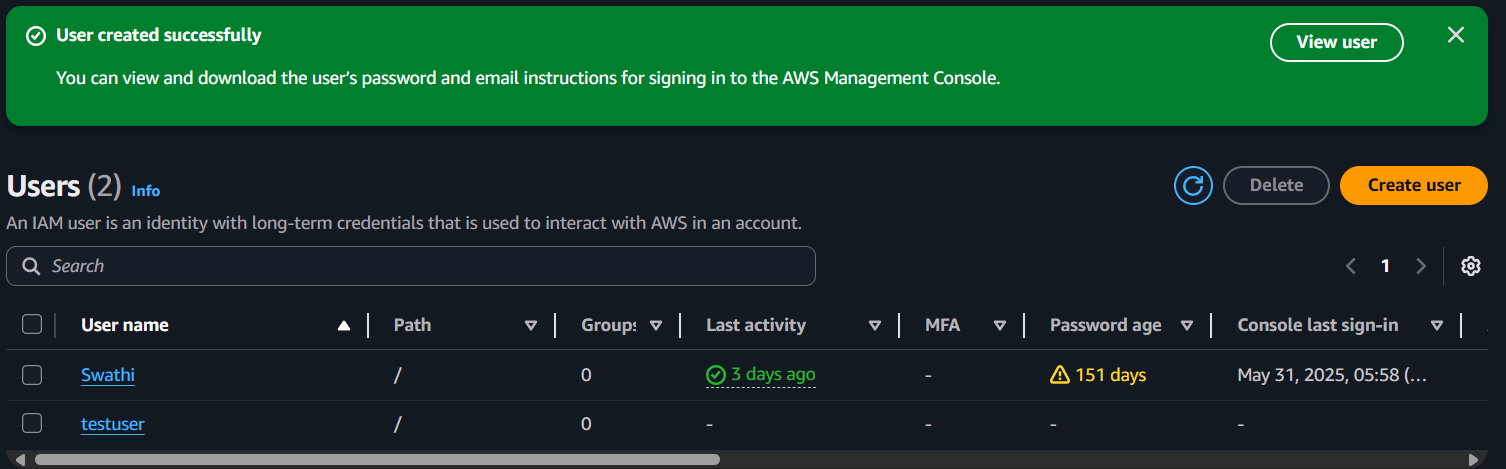 User created successfully
View user
You can view and download the user's password and email instructions for signing in to the AWS Management Console.
Users (2) Info
Delete
Create user
An IAM user is an identity with long-term credentials that is used to interact with AWS in an account.
Search
1
User name Path Groups Last activity MFA Password age Console last sign-in
Swathi / 0 3 days ago - 151 days May 31, 2025, 05:58 (...
testuser / 0 - - - -